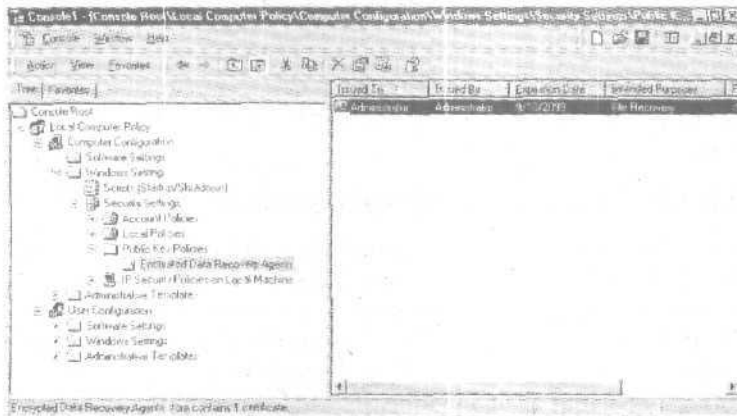 Console1 - [Console Root\Local Computer Policy\Computer Configuration\Windows Settings\Security Settings\Public K...
Console Window Help
Action View Favorites
Tree Favorites
Issued To Issued By Expiration Date Intended Purposes
Console Root
Administrator Administrator File Recovery
Local Computer Policy
Computer Configuration
Software Settings
Windows Setting
Scripts (Startup/Shutdown)
Security Settings
Account Policies
Local Policies
Public Key Policies
Encrypted Data Recovery Agents
IP Security Policies on Local Machine
Administrative Template
User Configuration
Software Settings
Windows Settings
Administrative Templates
Encrypted Data Recovery Agents store contains 1 certificate.